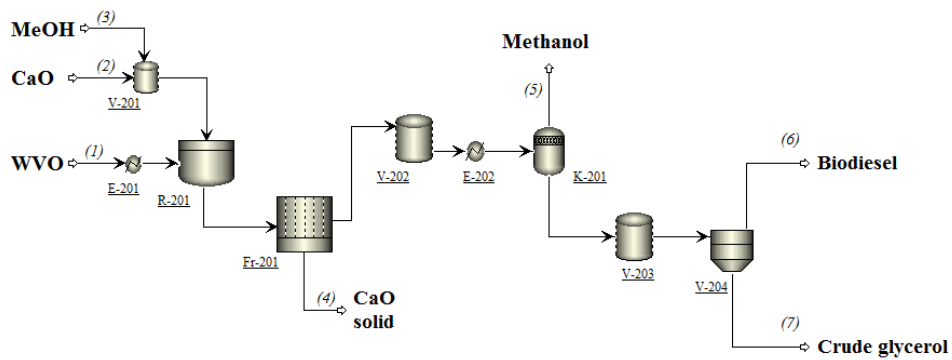 MeOH
(3)
CaO
(2)
V-201
WVO
(1)
E-201
R-201
Fr-201
(4)
CaO
solid
V-202
E-202
Methanol
(5)
K-201
V-203
V-204
(6)
Biodiesel
(7)
Crude glycerol